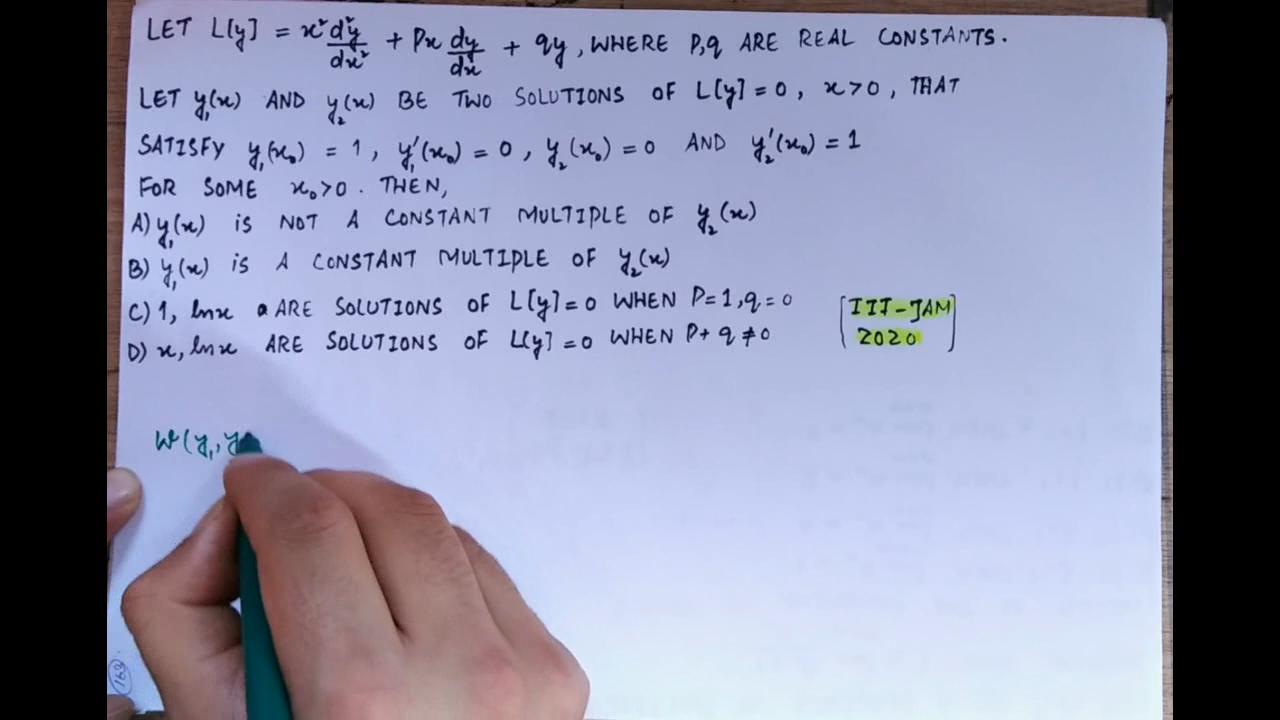 LET L[y] = x² d²y/dx² + Px dy/dx + qy, WHERE P,q ARE REAL CONSTANTS.
LET y₁(x) AND y₂(x) BE TWO SOLUTIONS OF L[y]=0, x>0, THAT
SATISFY y₁(x₀) = 1, y₁'(x₀) = 0, y₂(x₀) = 0 AND y₂'(x₀) = 1
FOR SOME x₀>0. THEN,
A) y₁(x) IS NOT A CONSTANT MULTIPLE OF y₂(x)
B) y₁(x) IS A CONSTANT MULTIPLE OF y₂(x)
C) 1, lnx ARE SOLUTIONS OF L[y]=0 WHEN P=1, q=0
D) x, lnx ARE SOLUTIONS OF L[y]=0 WHEN P+q≠0
[IIT-JAM
2020]
W(y₁, y
163